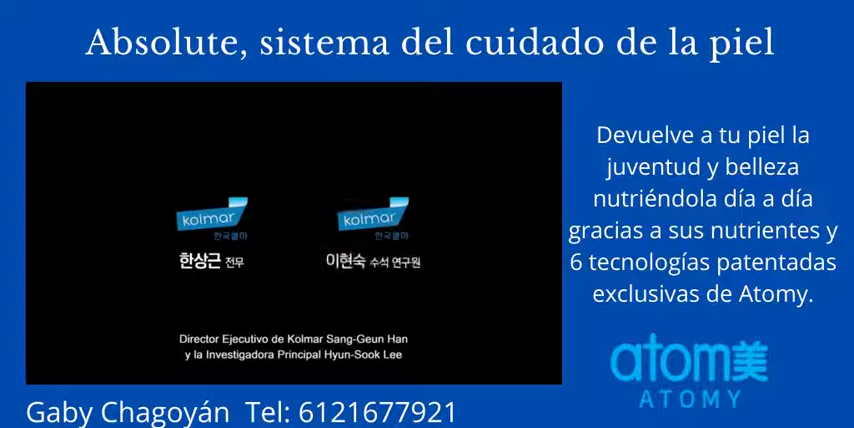 Absolute, sistema del cuidado de la piel
kolmar
한국콜마
한상근 전무
kolmar
한국콜마
이현숙 수석 연구원
Director Ejecutivo de Kolmar Sang-Geun Han
y la Investigadora Principal Hyun-Sook Lee
Devuelve a tu piel la
juventud y belleza
nutriéndola día a día
gracias a sus nutrientes y
6 tecnologías patentadas
exclusivas de Atomy.
atom美
ATOMY
Gaby Chagoyán Tel: 6121677921